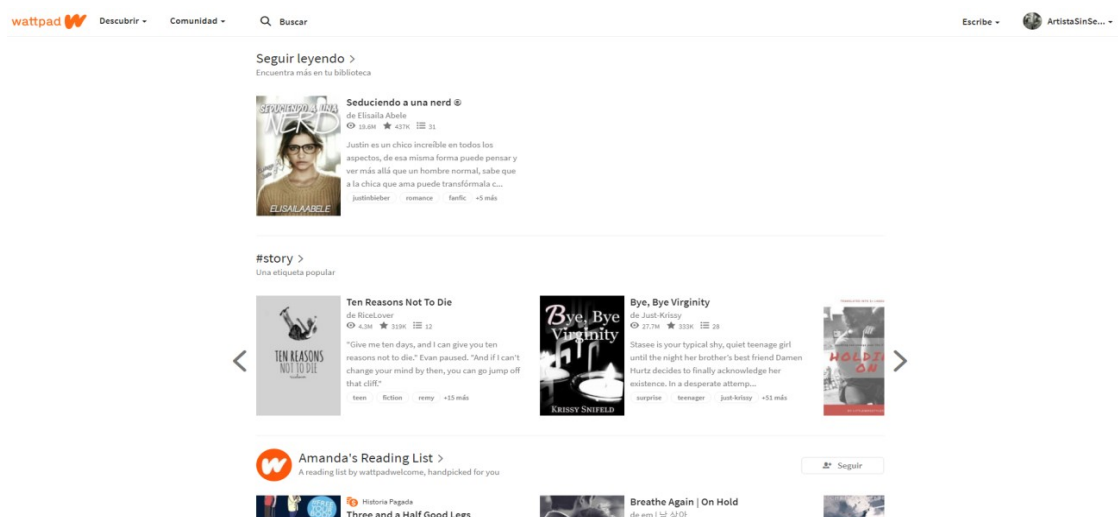 wattpad
Descubrir
Comunidad
Buscar
Escribe
ArtistaSinSe...
Seguir leyendo >
Encuentra más en tu biblioteca
SEDUCIENDO A UNA
NERD
ELISAILAABELE
Seduciendo a una nerd ®
de Elisaila Abele
19.6M 437K 31
Justin es un chico increíble en todos los
aspectos, de esa misma forma puede pensar y
ver más allá que un hombre normal, sabe que
a la chica que ama puede transfórmala c...
justinbieber romance fanfic +5 más
#story >
Una etiqueta popular
TEN REASONS
NOT TO DIE
Ten Reasons Not To Die
de RiceLover
4.3M 319K 12
"Give me ten days, and I can give you ten
reasons not to die." Evan paused. "And if I can't
change your mind by then, you can go jump off
that cliff."
teen fiction remy +15 más
Bye, Bye
Virginity
KRISSY SNIFELD
Bye, Bye Virginity
de Just-Krissy
27.7M 333K 28
Stasee is your typical shy, quiet teenage girl
until the night her brother's best friend Damen
Hurtz decides to finally acknowledge her
existence. In a desperate attemp...
surprise teenager just-krissy +51 más
HOLDI
ON
Amanda's Reading List >
A reading list by wattpadwelcome, handpicked for you
Seguir
Historia Pagada
Three and a Half Good Legs
Breathe Again | On Hold
de em |